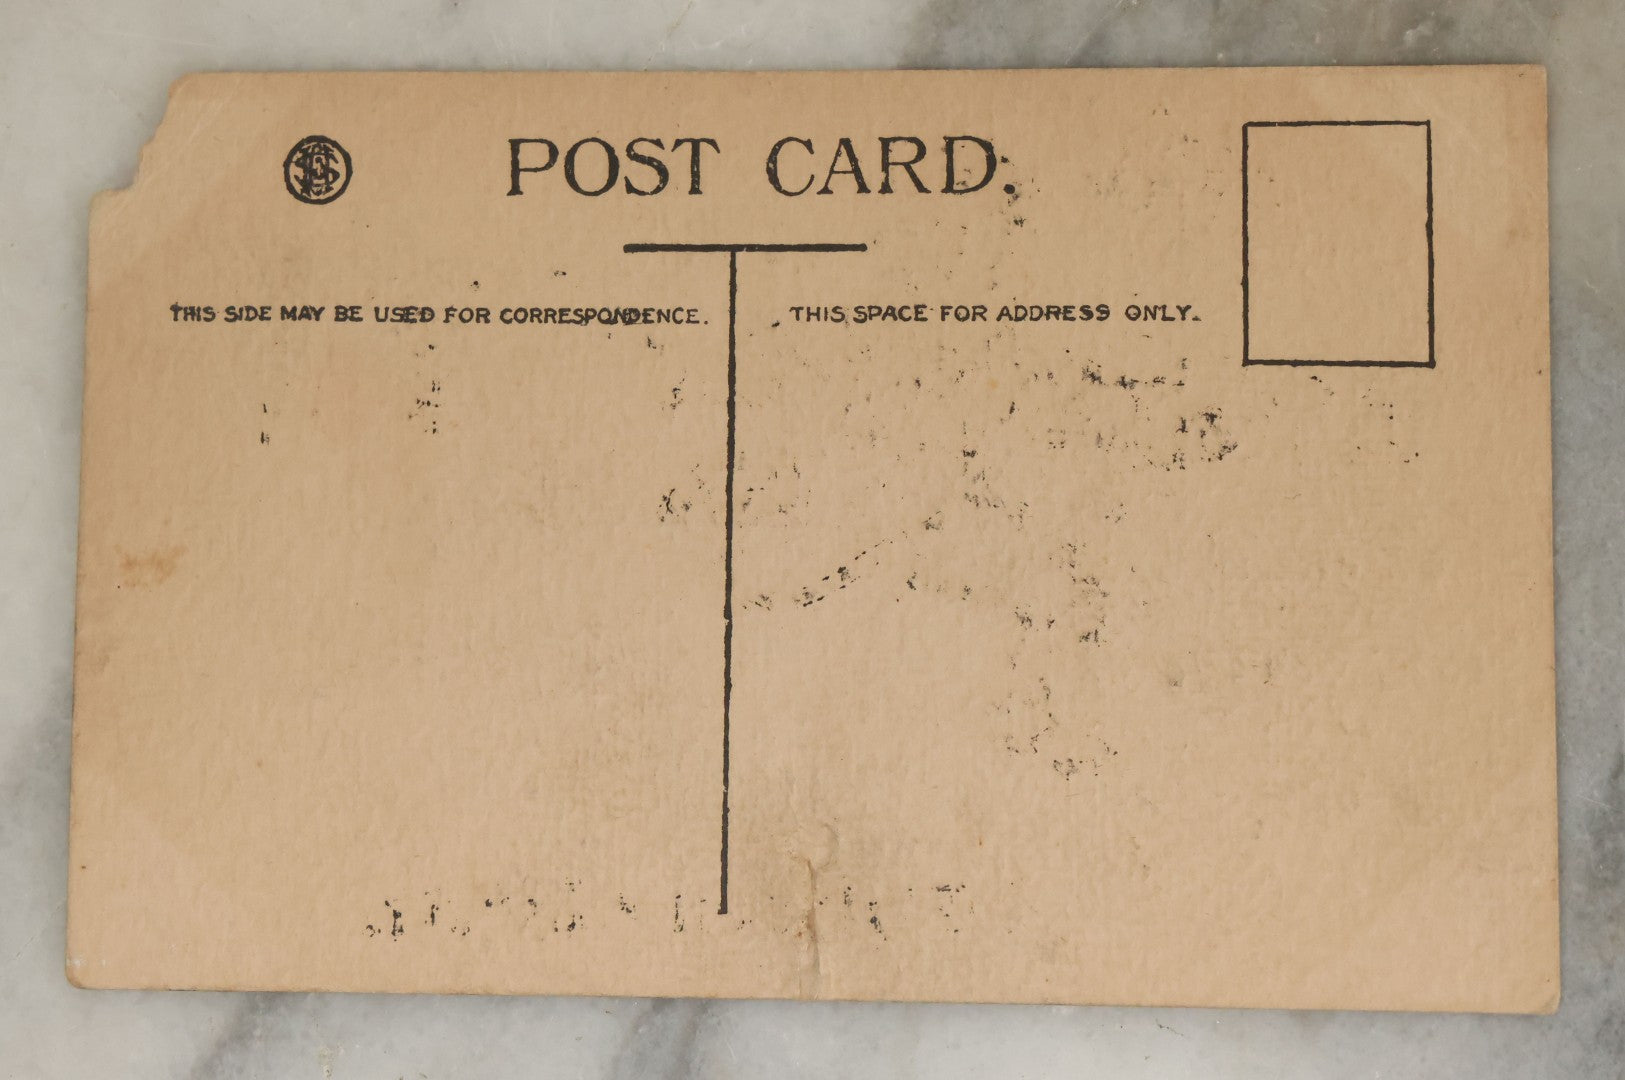 POST CARD.
THIS SIDE MAY BE USED FOR CORRESPONDENCE.
THIS SPACE FOR ADDRESS ONLY.